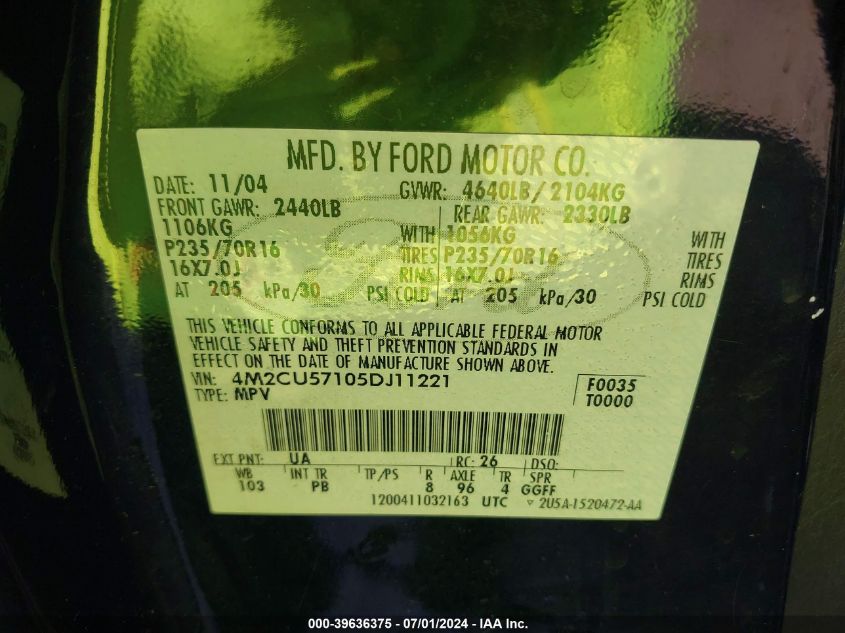 MFD. BY FORD MOTOR CO.
DATE: 11/04 GVWR: 4640LB / 2104KG
FRONT GAWR: 2440LB REAR GAWR: 2330LB
1106KG WITH 1056KG WITH
P235/70R16 TIRES P235/70R16 TIRES
16X7.0J RIMS 16X7.0J RIMS
AT 205 kPa/30 PSI COLD AT 205 kPa/30 PSI COLD
THIS VEHICLE CONFORMS TO ALL APPLICABLE FEDERAL MOTOR
VEHICLE SAFETY AND THEFT PREVENTION STANDARDS IN
EFFECT ON THE DATE OF MANUFACTURE SHOWN ABOVE.
VIN: 4M2CU57105DJ11221 F0035
TYPE: MPV T0000
EXT PNT: UA RC: 26 DSO:
WB INT TR TP/PS R AXLE TR SPR
103 PB 8 96 4 GGFF
1200411032163 UTC ▽ 2U5A-1520472-AA
000-39636375 - 07/01/2024 - IAA Inc.